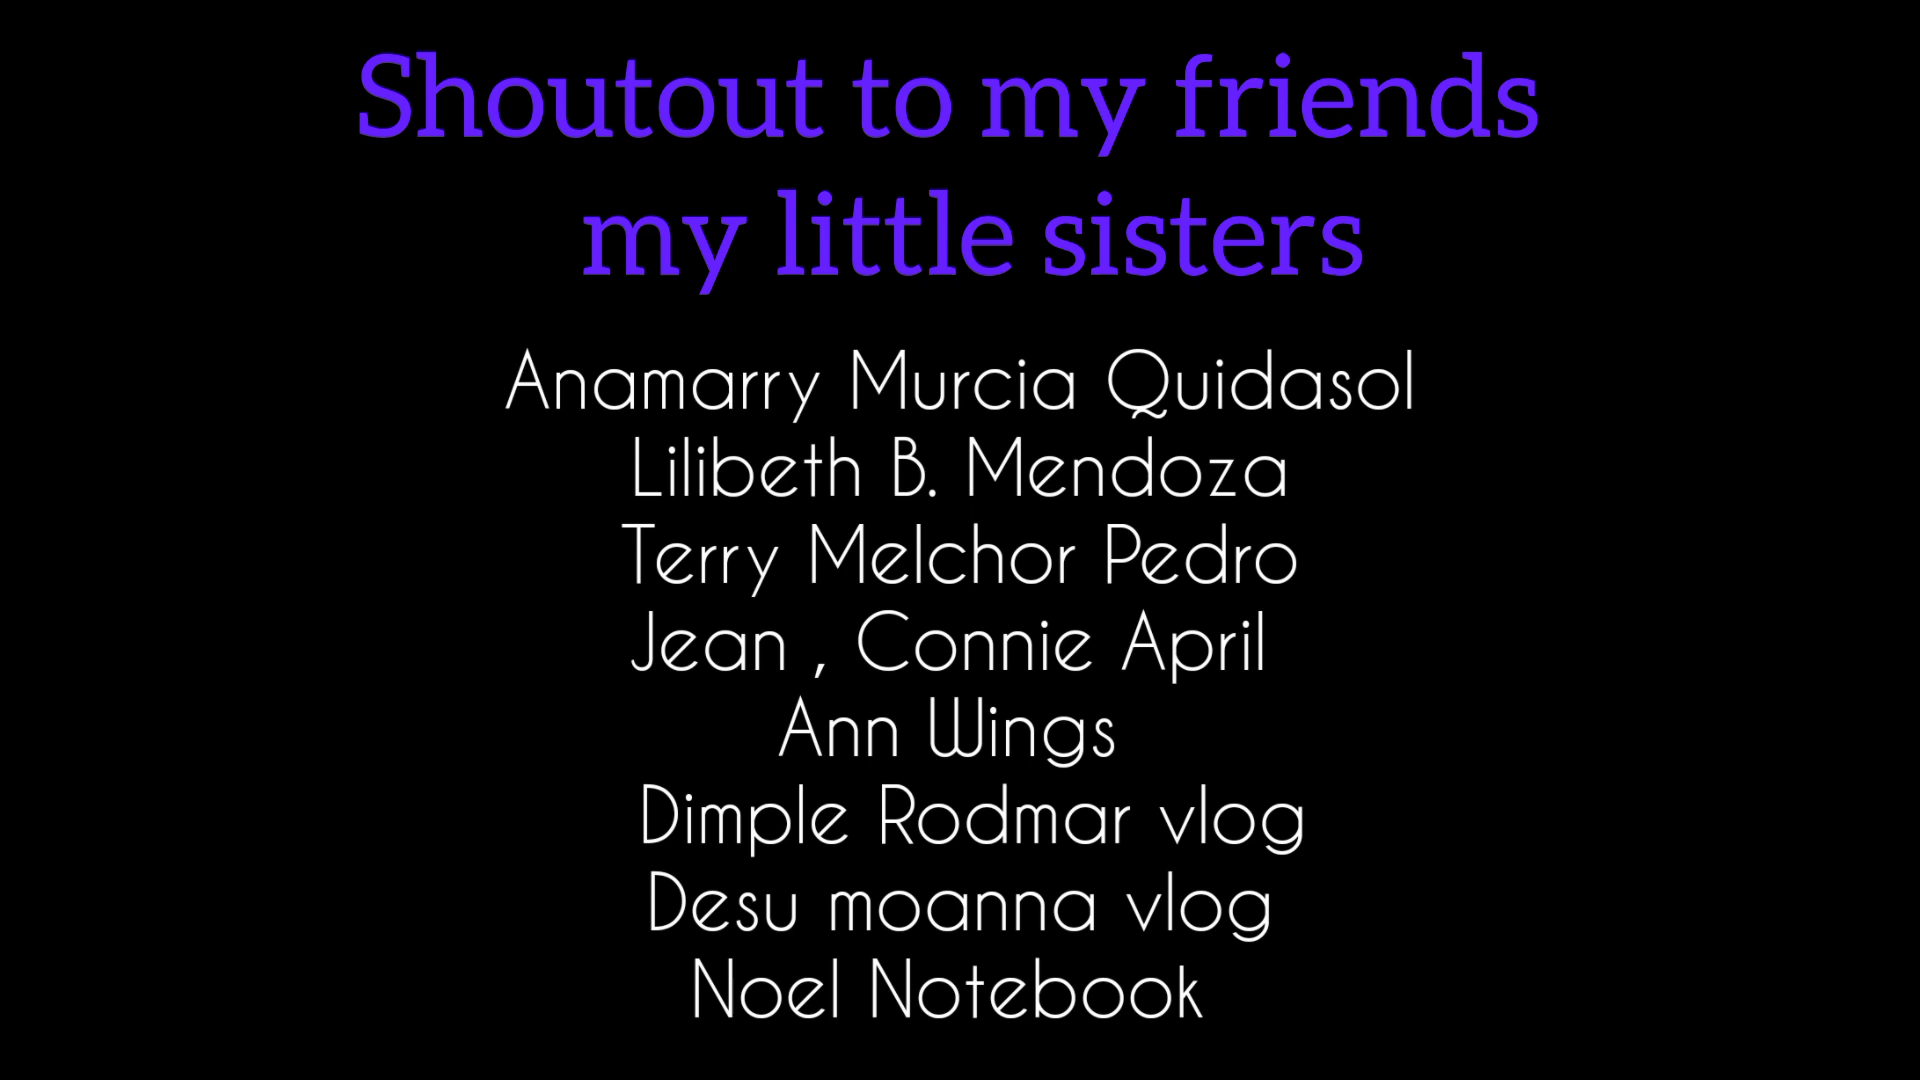 Shoutout to my friends
my little sisters
Anamarry Murcia Quidasol
Lilibeth B. Mendoza
Terry Melchor Pedro
Jean , Connie April
Ann Wings
Dimple Rodmar vlog
Desu moanna vlog
Noel Notebook